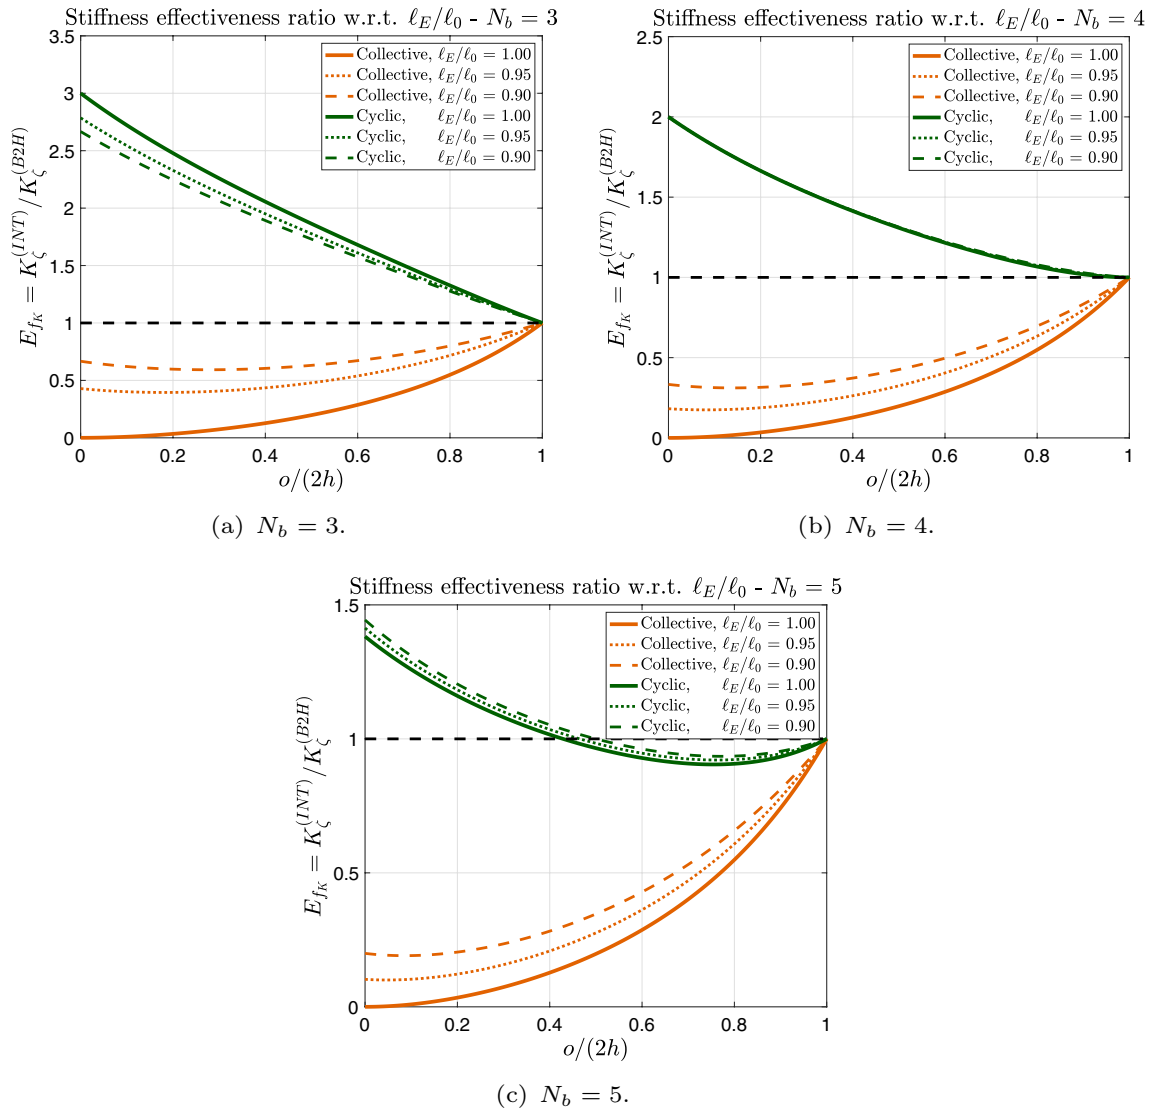 Stiffness effectiveness ratio w.r.t. ℓ_E/ℓ_0 - N_b = 3
3.5
3
2.5
2
1.5
1
0.5
0
E_{f_K} = K_ζ^{(INT)}/K_ζ^{(B2H)}
Collective, ℓ_E/ℓ_0 = 1.00
Collective, ℓ_E/ℓ_0 = 0.95
Collective, ℓ_E/ℓ_0 = 0.90
Cyclic, ℓ_E/ℓ_0 = 1.00
Cyclic, ℓ_E/ℓ_0 = 0.95
Cyclic, ℓ_E/ℓ_0 = 0.90
0 0.2 0.4 0.6 0.8 1
o/(2h)
(a) N_b = 3.
Stiffness effectiveness ratio w.r.t. ℓ_E/ℓ_0 - N_b = 4
2.5
2
1.5
1
0.5
0
E_{f_K} = K_ζ^{(INT)}/K_ζ^{(B2H)}
Collective, ℓ_E/ℓ_0 = 1.00
Collective, ℓ_E/ℓ_0 = 0.95
Collective, ℓ_E/ℓ_0 = 0.90
Cyclic, ℓ_E/ℓ_0 = 1.00
Cyclic, ℓ_E/ℓ_0 = 0.95
Cyclic, ℓ_E/ℓ_0 = 0.90
0 0.2 0.4 0.6 0.8 1
o/(2h)
(b) N_b = 4.
Stiffness effectiveness ratio w.r.t. ℓ_E/ℓ_0 - N_b = 5
1.5
1
0.5
0
E_{f_K} = K_ζ^{(INT)}/K_ζ^{(B2H)}
Collective, ℓ_E/ℓ_0 = 1.00
Collective, ℓ_E/ℓ_0 = 0.95
Collective, ℓ_E/ℓ_0 = 0.90
Cyclic, ℓ_E/ℓ_0 = 1.00
Cyclic, ℓ_E/ℓ_0 = 0.95
Cyclic, ℓ_E/ℓ_0 = 0.90
0 0.2 0.4 0.6 0.8 1
o/(2h)
(c) N_b = 5.